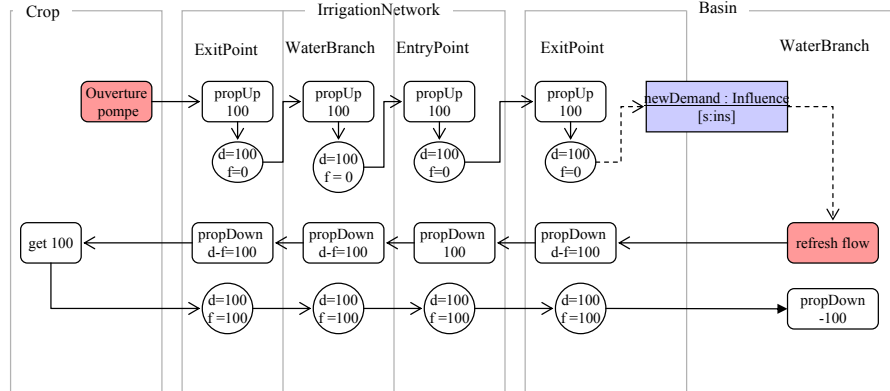 Crop
IrrigationNetwork
Basin
ExitPoint
WaterBranch
EntryPoint
ExitPoint
WaterBranch
Ouverture
pompe
propUp
100
propUp
100
propUp
100
propUp
100
newDemand : Influence
[s:ins]
d=100
f=0
d=100
f = 0
d=100
f=0
d=100
f=0
get 100
propDown
d-f=100
propDown
d-f=100
propDown
100
propDown
d-f=100
refresh flow
d=100
f =100
d=100
f =100
d=100
f =100
d=100
f =100
propDown
-100